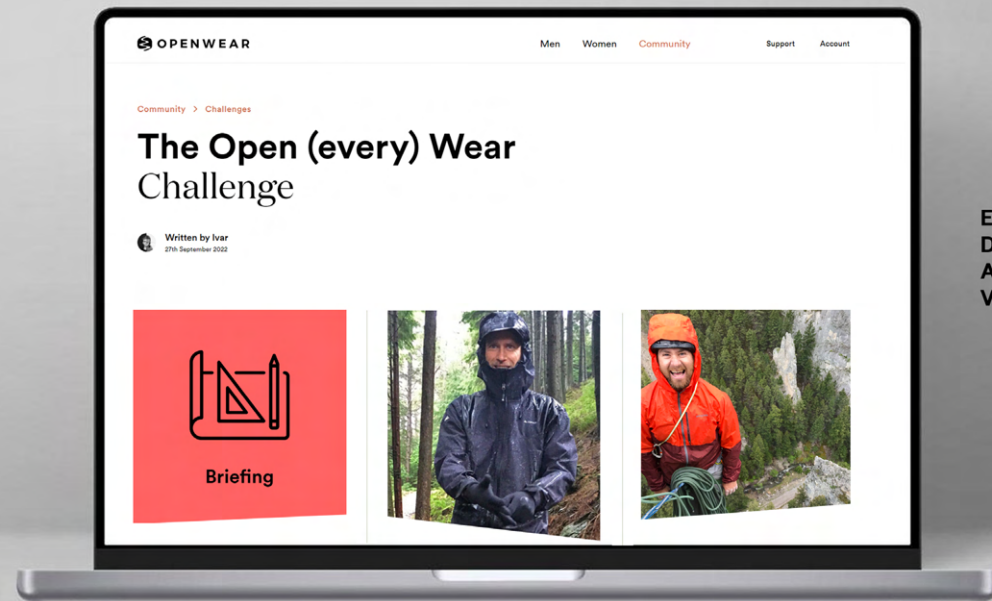 OPENWEAR
Men Women Community Support Account
Community > Challenges
The Open (every) Wear
Challenge
Written by Ivar
27th September 2022
Briefing
E
D
A
V